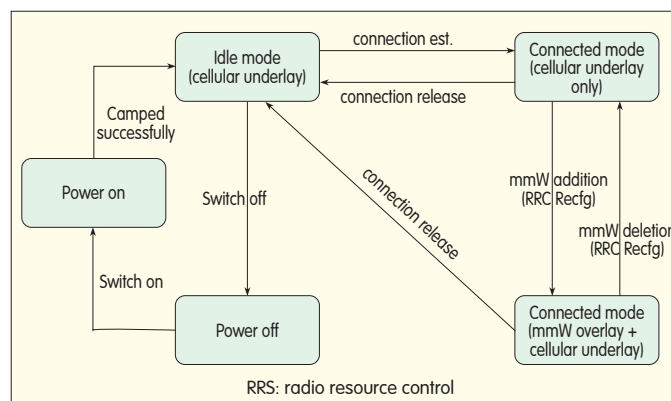 Idle mode
(cellular underlay)
connection est.
Connected mode
(cellular underlay
only)
connection release
Camped
successfully
Power on
Switch off
connection release
mmW addition
(RRC Recfg)
mmW deletion
(RRC Recfg)
Switch on
Power off
Connected mode
(mmW overlay +
cellular underlay)
RRS: radio resource control